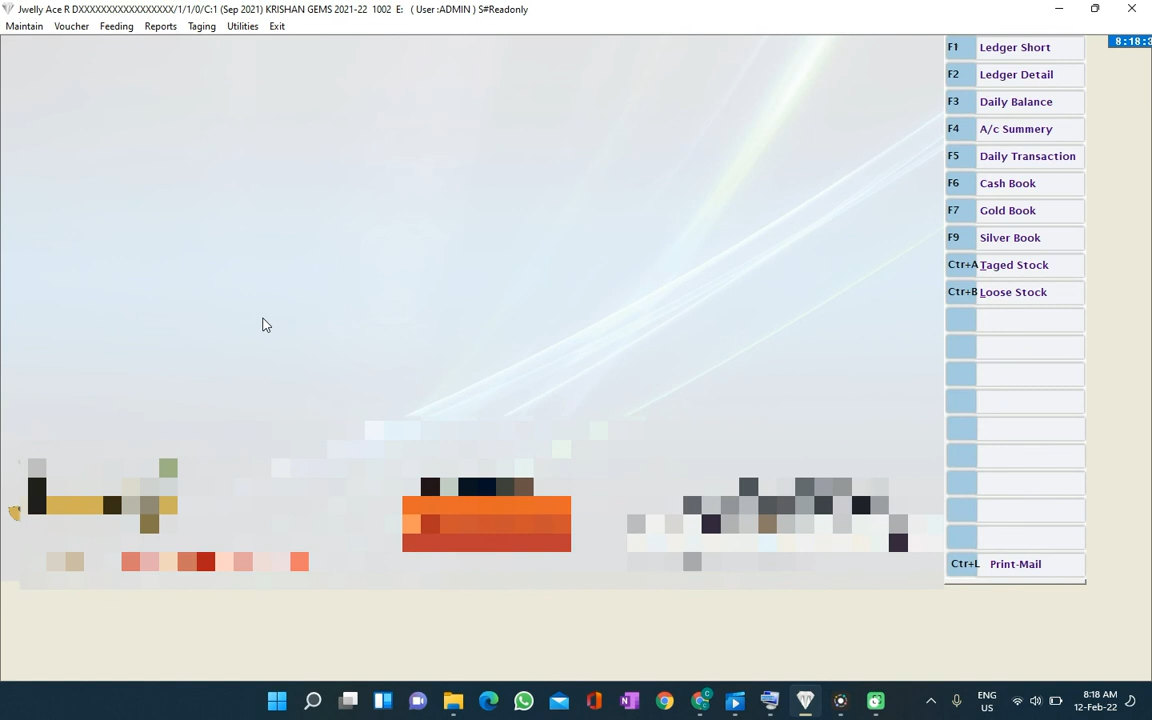 Jwelly Ace R DXXXXXXXXXXXXXXXXX/1/1/0/C:1 (Sep 2021) KRISHAN GEMS 2021-22 1002 E: ( User :ADMIN ) S#Readonly
Maintain Voucher Feeding Reports Taging Utilities Exit
8:18:3
F1 Ledger Short
F2 Ledger Detail
F3 Daily Balance
F4 A/c Summery
F5 Daily Transaction
F6 Cash Book
F7 Gold Book
F9 Silver Book
Ctr+A Taged Stock
Ctr+B Loose Stock
Ctr+L Print-Mail
ENG
US
8:18 AM
12-Feb-22